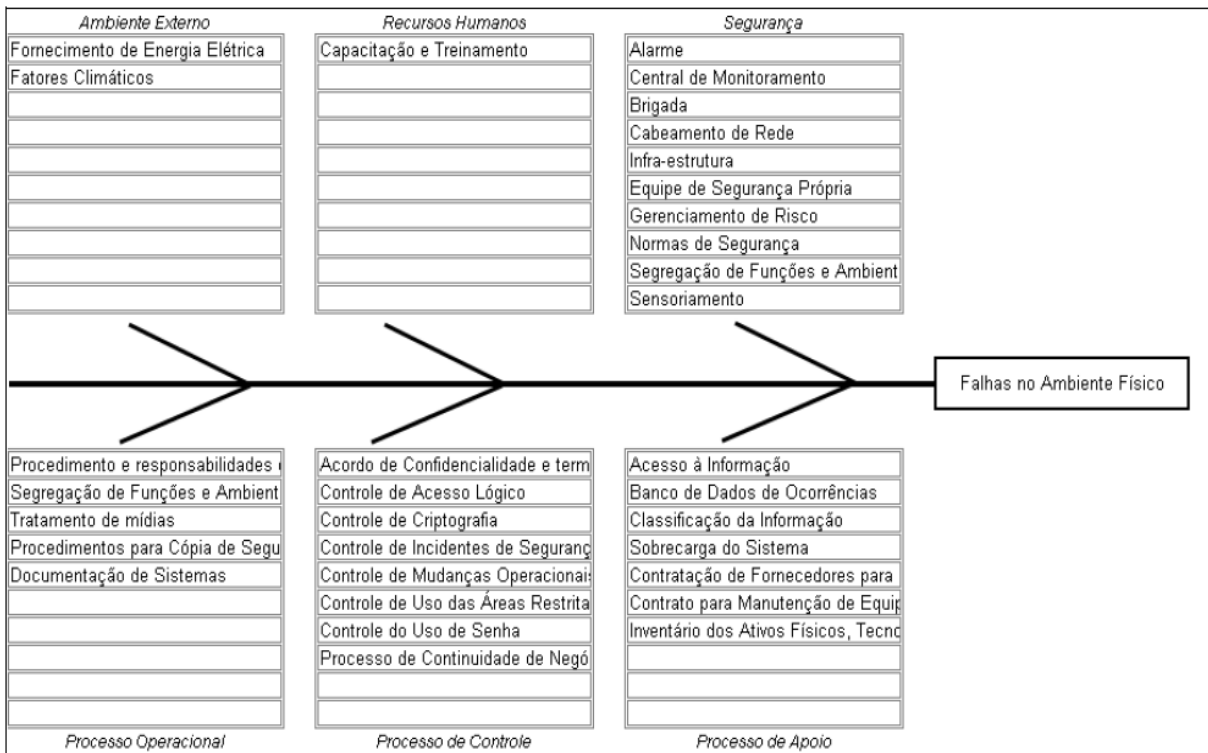 Ambiente Externo
Fornecimento de Energia Elétrica
Fatores Climáticos
Recursos Humanos
Capacitação e Treinamento
Segurança
Alarme
Central de Monitoramento
Brigada
Cabeamento de Rede
Infra-estrutura
Equipe de Segurança Própria
Gerenciamento de Risco
Normas de Segurança
Segregação de Funções e Ambient
Sensoriamento
Falhas no Ambiente Físico
Procedimento e responsabilidades
Segregação de Funções e Ambient
Tratamento de mídias
Procedimentos para Cópia de Segu
Documentação de Sistemas
Processo Operacional
Acordo de Confidencialidade e term
Controle de Acesso Lógico
Controle de Criptografia
Controle de Incidentes de Seguranç
Controle de Mudanças Operacionais
Controle de Uso das Áreas Restrita
Controle do Uso de Senha
Processo de Continuidade de Negó
Processo de Controle
Acesso à Informação
Banco de Dados de Ocorrências
Classificação da Informação
Sobrecarga do Sistema
Contratação de Fornecedores para
Contrato para Manutenção de Equip
Inventário dos Ativos Físicos, Tecno
Processo de Apoio